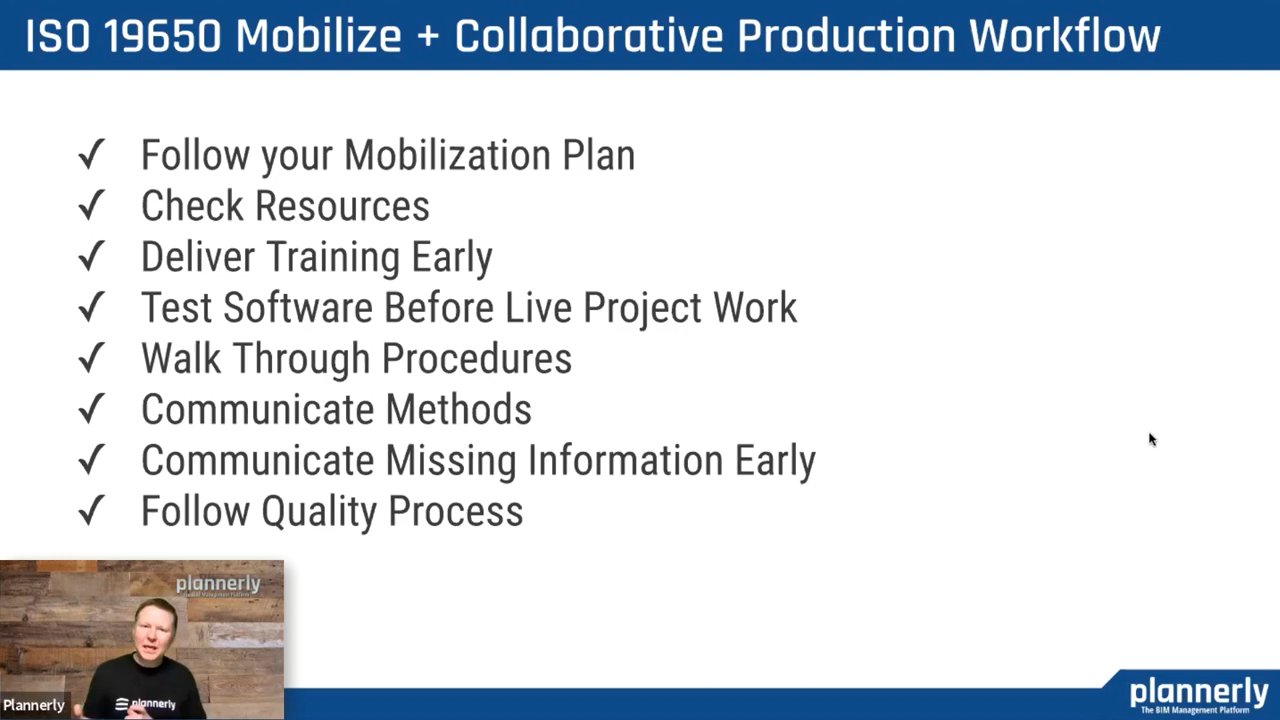 ISO 19650 Mobilize + Collaborative Production Workflow
✓ Follow your Mobilization Plan
✓ Check Resources
✓ Deliver Training Early
✓ Test Software Before Live Project Work
✓ Walk Through Procedures
✓ Communicate Methods
✓ Communicate Missing Information Early
✓ Follow Quality Process
plannerly
plannerly
Plannerly
plannerly
The BIM Management Platform